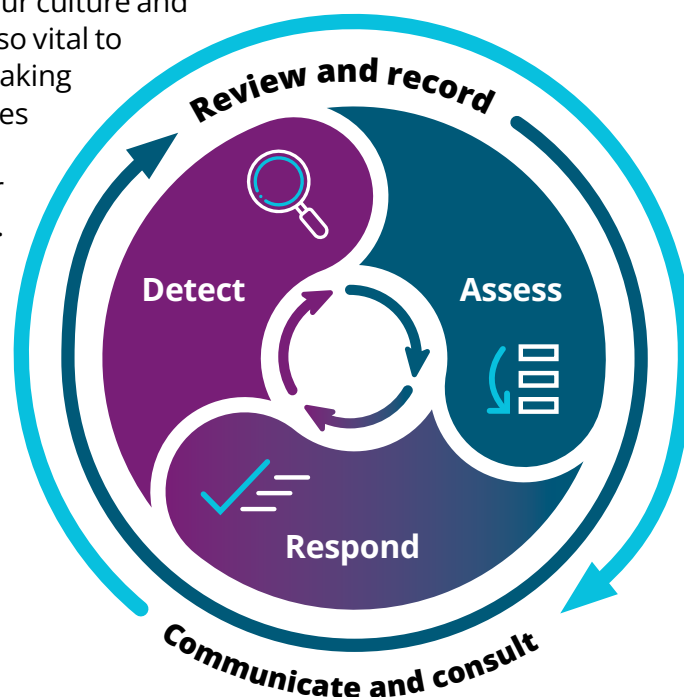 ur culture and
so vital to
aking
es
r
.
Review and record
Detect
Assess
Respond
Communicate and consult